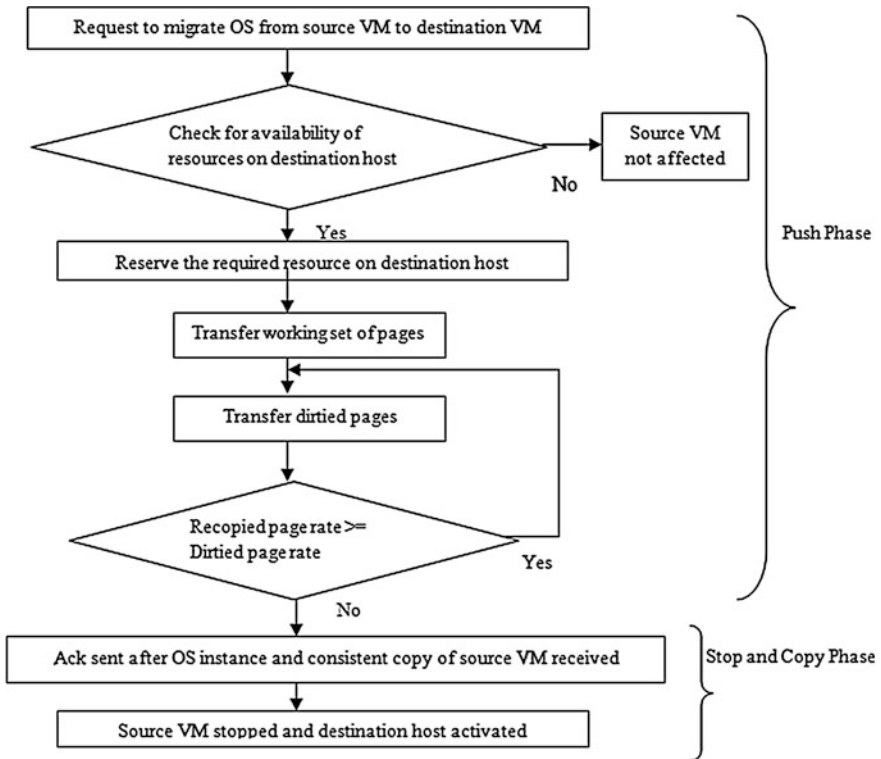 Request to migrate OS from source VM to destination VM
Check for availability of
resources on destination host
Source VM
not affected
No
Yes
Push Phase
Reserve the required resource on destination host
Transfer working set of pages
Transfer dirtied pages
Recopied page rate >=
Dirtied page rate
Yes
No
Ack sent after OS instance and consistent copy of source VM received
Stop and Copy Phase
Source VM stopped and destination host activated